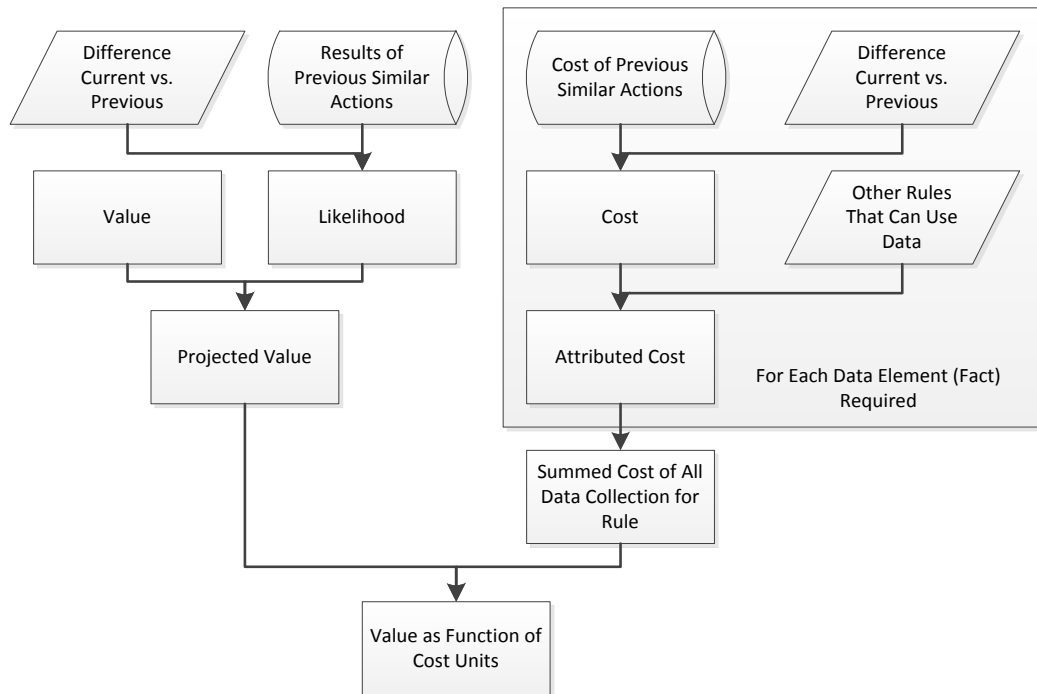 Difference
Current vs.
Previous
Results of
Previous Similar
Actions
Cost of Previous
Similar Actions
Difference
Current vs.
Previous
Value
Likelihood
Cost
Other Rules
That Can Use
Data
Projected Value
Attributed Cost
For Each Data Element (Fact)
Required
Summed Cost of All
Data Collection for
Rule
Value as Function of
Cost Units